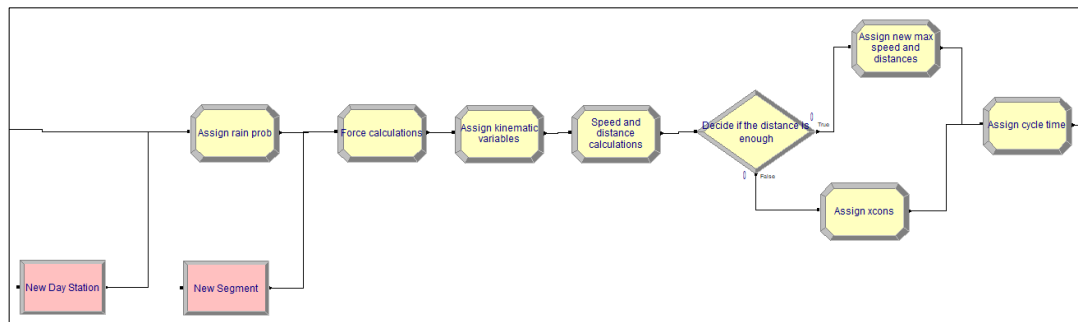 Assign new max
speed and
distances
Assign rain prob
Force calculations
Assign kinematic
variables
Speed and
distance
calculations
Decide if the distance is
enough
0
True
Assign cycle time
0
False
Assign xcons
New Day Station
New Segment